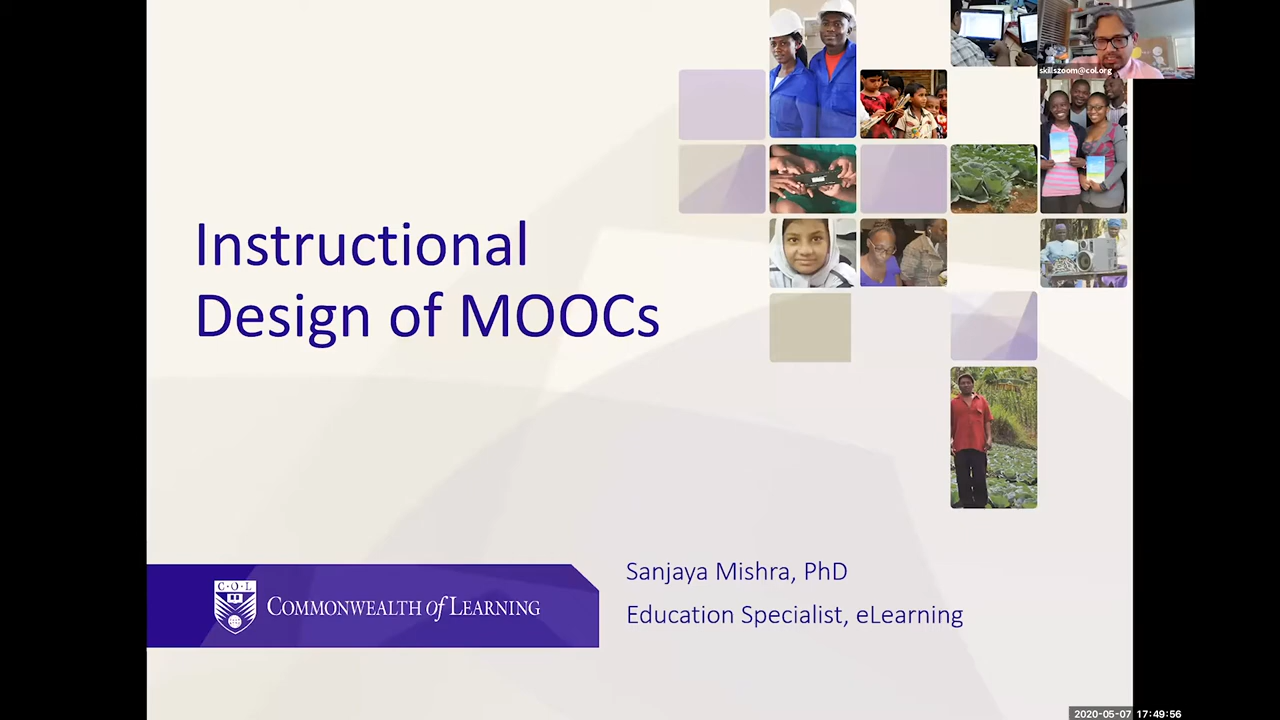 skillszoom@col.org
Instructional
Design of MOOCs
Sanjaya Mishra, PhD
Education Specialist, eLearning
C·O·L
COMMONWEALTH of LEARNING
2020-05-07 17:49:56